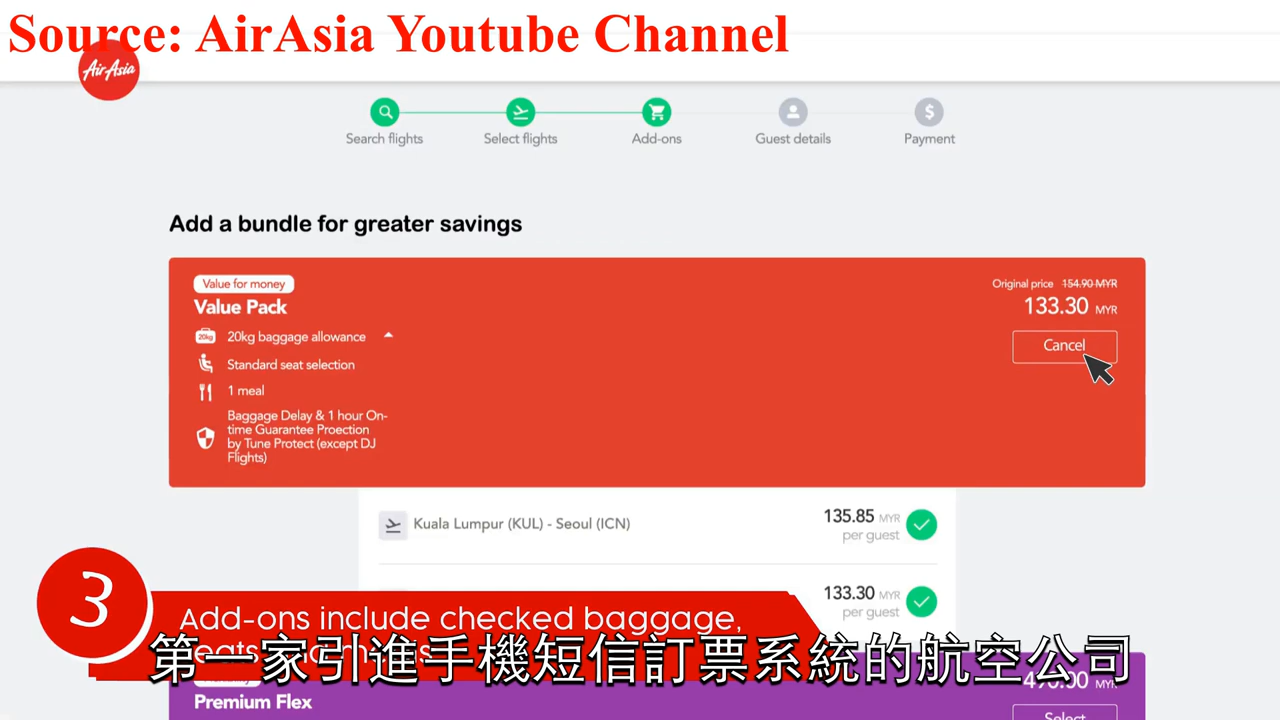 Source: AirAsia Youtube Channel
AirAsia
Search flights
Select flights
Add-ons
Guest details
Payment
Add a bundle for greater savings
Value for money
Value Pack
20kg baggage allowance
Standard seat selection
1 meal
Baggage Delay & 1 hour On-
time Guarantee Proection
by Tune Protect (except DJ
Flights)
Original price 154.90 MYR
133.30 MYR
Cancel
Kuala Lumpur (KUL) - Seoul (ICN)
135.85 MYR
per guest
133.30 MYR
per guest
3
Add-ons include checked baggage,
第一家引進手機短信訂票系統的航空公司
Premium Flex
MYR
Select